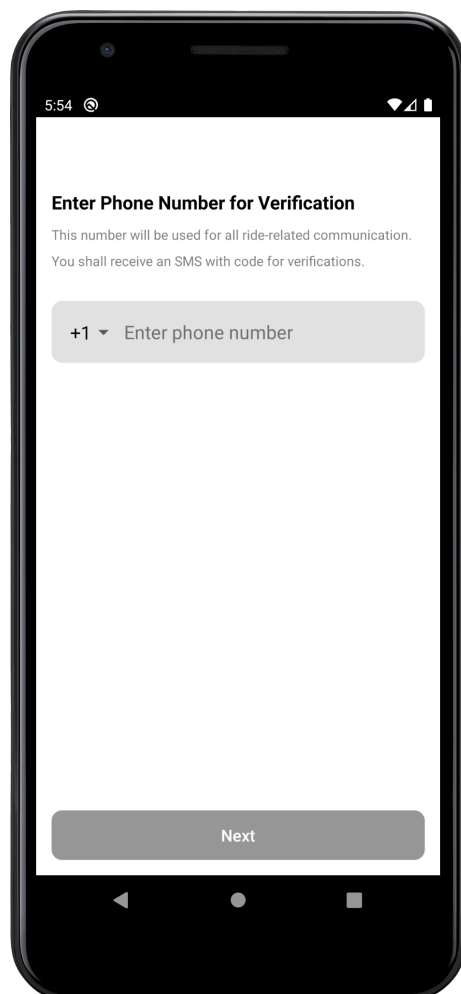 5:54
Enter Phone Number for Verification
This number will be used for all ride-related communication.
You shall receive an SMS with code for verifications.
+1 Enter phone number
Next